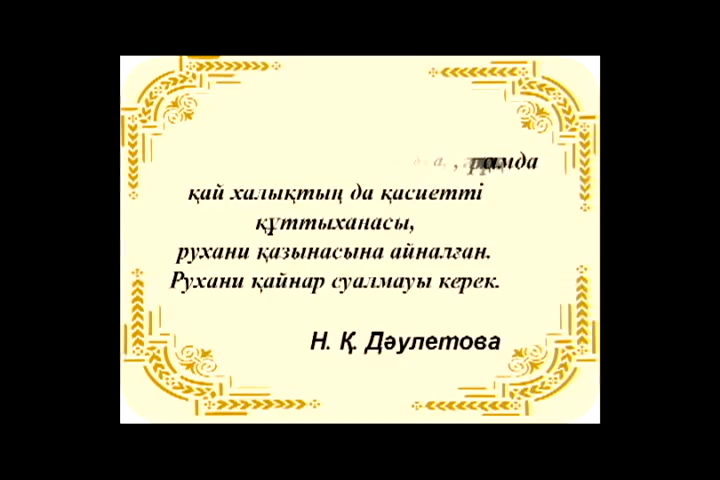 қай халықтың да қасиетті
құттыханасы,
рухани қазынасына айналған.
Рухани қайнар суалмауы керек.
Н. Қ. Дәулетова